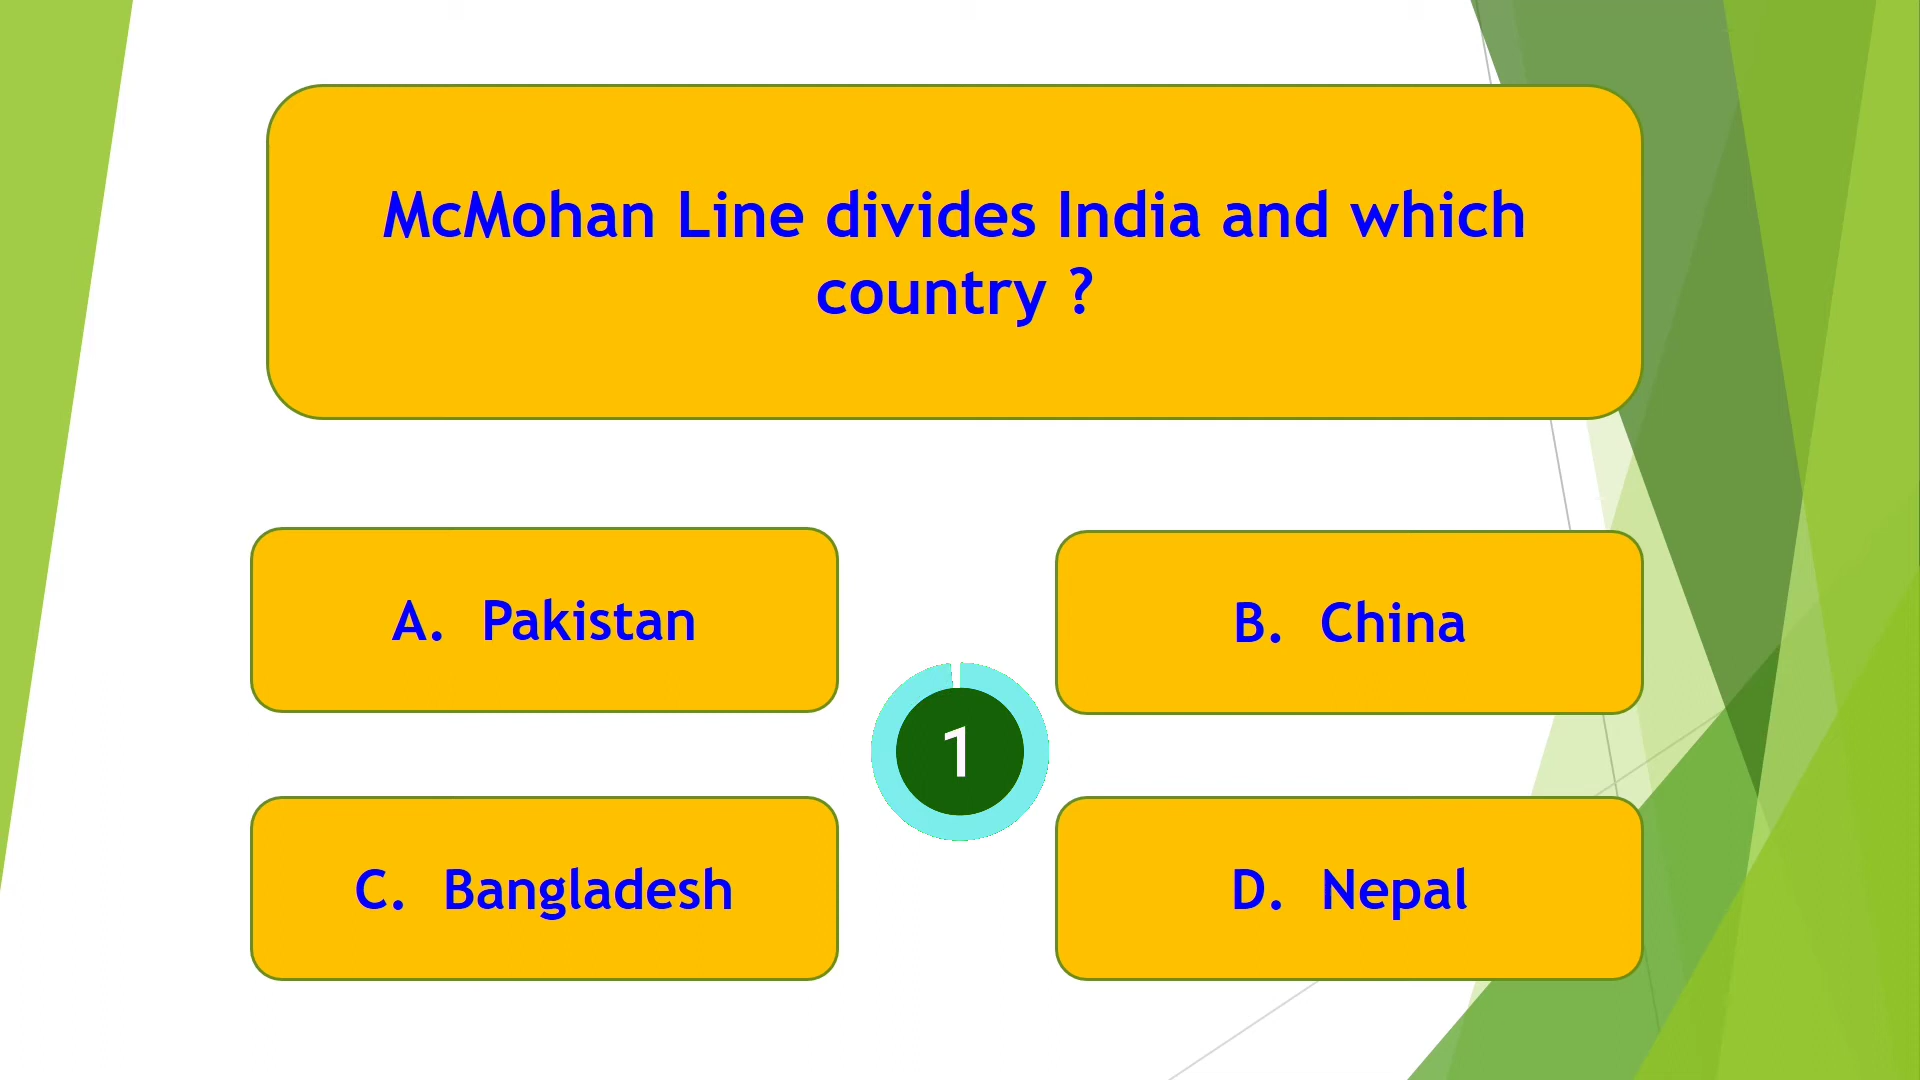 McMohan Line divides India and which
country ?
A. Pakistan
B. China
1
C. Bangladesh
D. Nepal